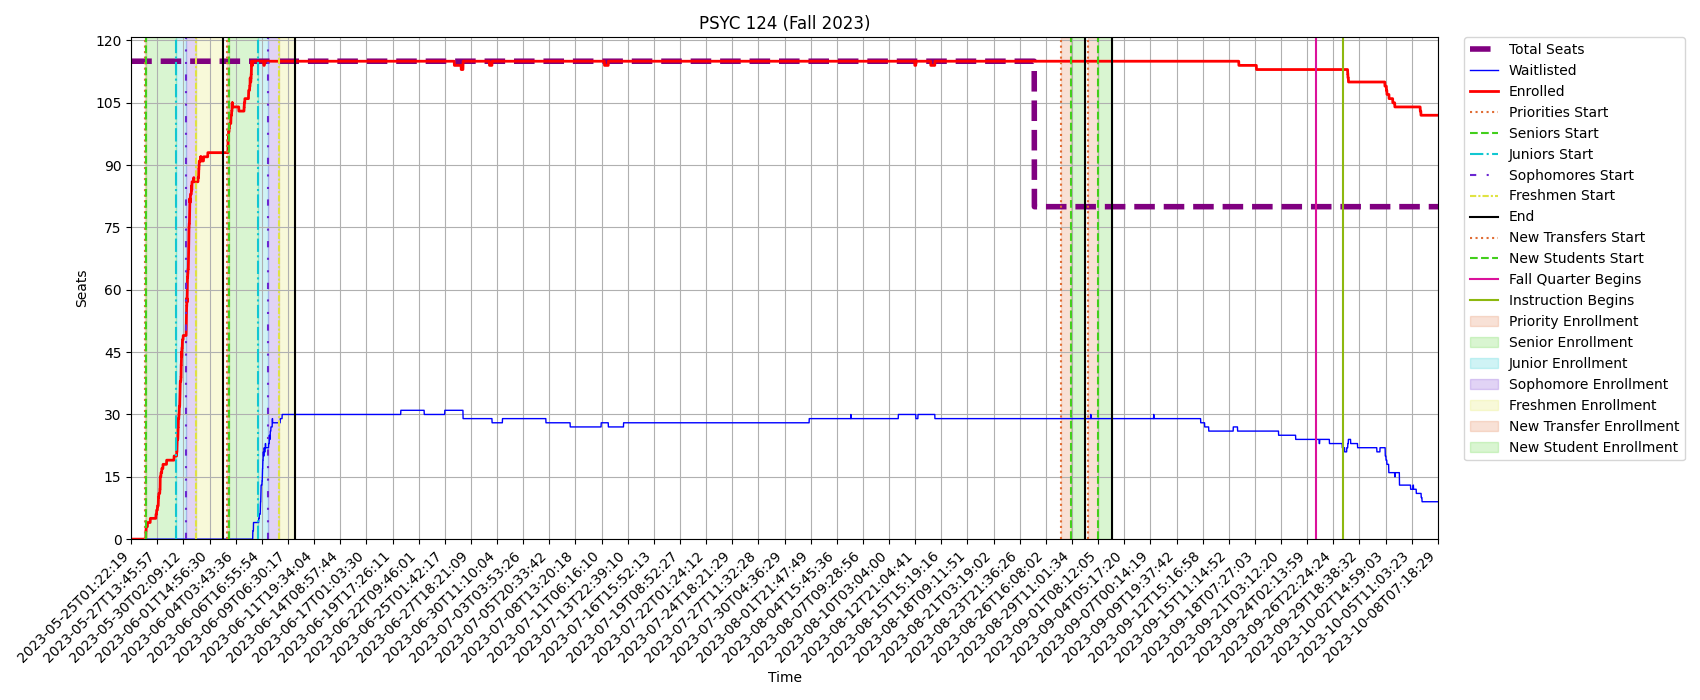 PSYC 124 (Fall 2023)
120
105
90
75
60
45
30
15
0
Seats
2023-05-25T01:22:19
2023-05-27T13:45:57
2023-05-30T02:09:12
2023-06-01T14:56:30
2023-06-04T03:43:36
2023-06-06T16:55:54
2023-06-09T06:30:17
2023-06-11T19:34:04
2023-06-14T08:57:44
2023-06-17T01:03:30
2023-06-19T17:26:11
2023-06-22T09:46:01
2023-06-25T01:42:17
2023-06-27T18:21:09
2023-06-30T11:10:04
2023-07-03T03:53:26
2023-07-05T20:33:42
2023-07-08T13:20:18
2023-07-11T06:16:10
2023-07-13T22:39:10
2023-07-16T15:52:13
2023-07-19T08:52:27
2023-07-22T01:24:12
2023-07-24T18:21:29
2023-07-27T11:32:28
2023-07-30T04:36:29
2023-08-01T21:47:49
2023-08-04T15:45:36
2023-08-07T09:28:56
2023-08-10T03:04:00
2023-08-12T21:04:41
2023-08-15T15:19:16
2023-08-18T09:11:51
2023-08-21T03:19:02
2023-08-23T21:36:26
2023-08-26T16:08:02
2023-08-29T11:01:34
2023-09-01T08:12:05
2023-09-04T05:17:20
2023-09-07T00:14:19
2023-09-09T19:37:42
2023-09-12T15:16:58
2023-09-15T11:14:52
2023-09-18T07:27:03
2023-09-21T03:12:20
2023-09-24T02:13:59
2023-09-26T22:24:24
2023-09-29T18:38:32
2023-10-02T14:59:03
2023-10-05T11:03:23
2023-10-08T07:18:29
Time
Total Seats
Waitlisted
Enrolled
Priorities Start
Seniors Start
Juniors Start
Sophomores Start
Freshmen Start
End
New Transfers Start
New Students Start
Fall Quarter Begins
Instruction Begins
Priority Enrollment
Senior Enrollment
Junior Enrollment
Sophomore Enrollment
Freshmen Enrollment
New Transfer Enrollment
New Student Enrollment